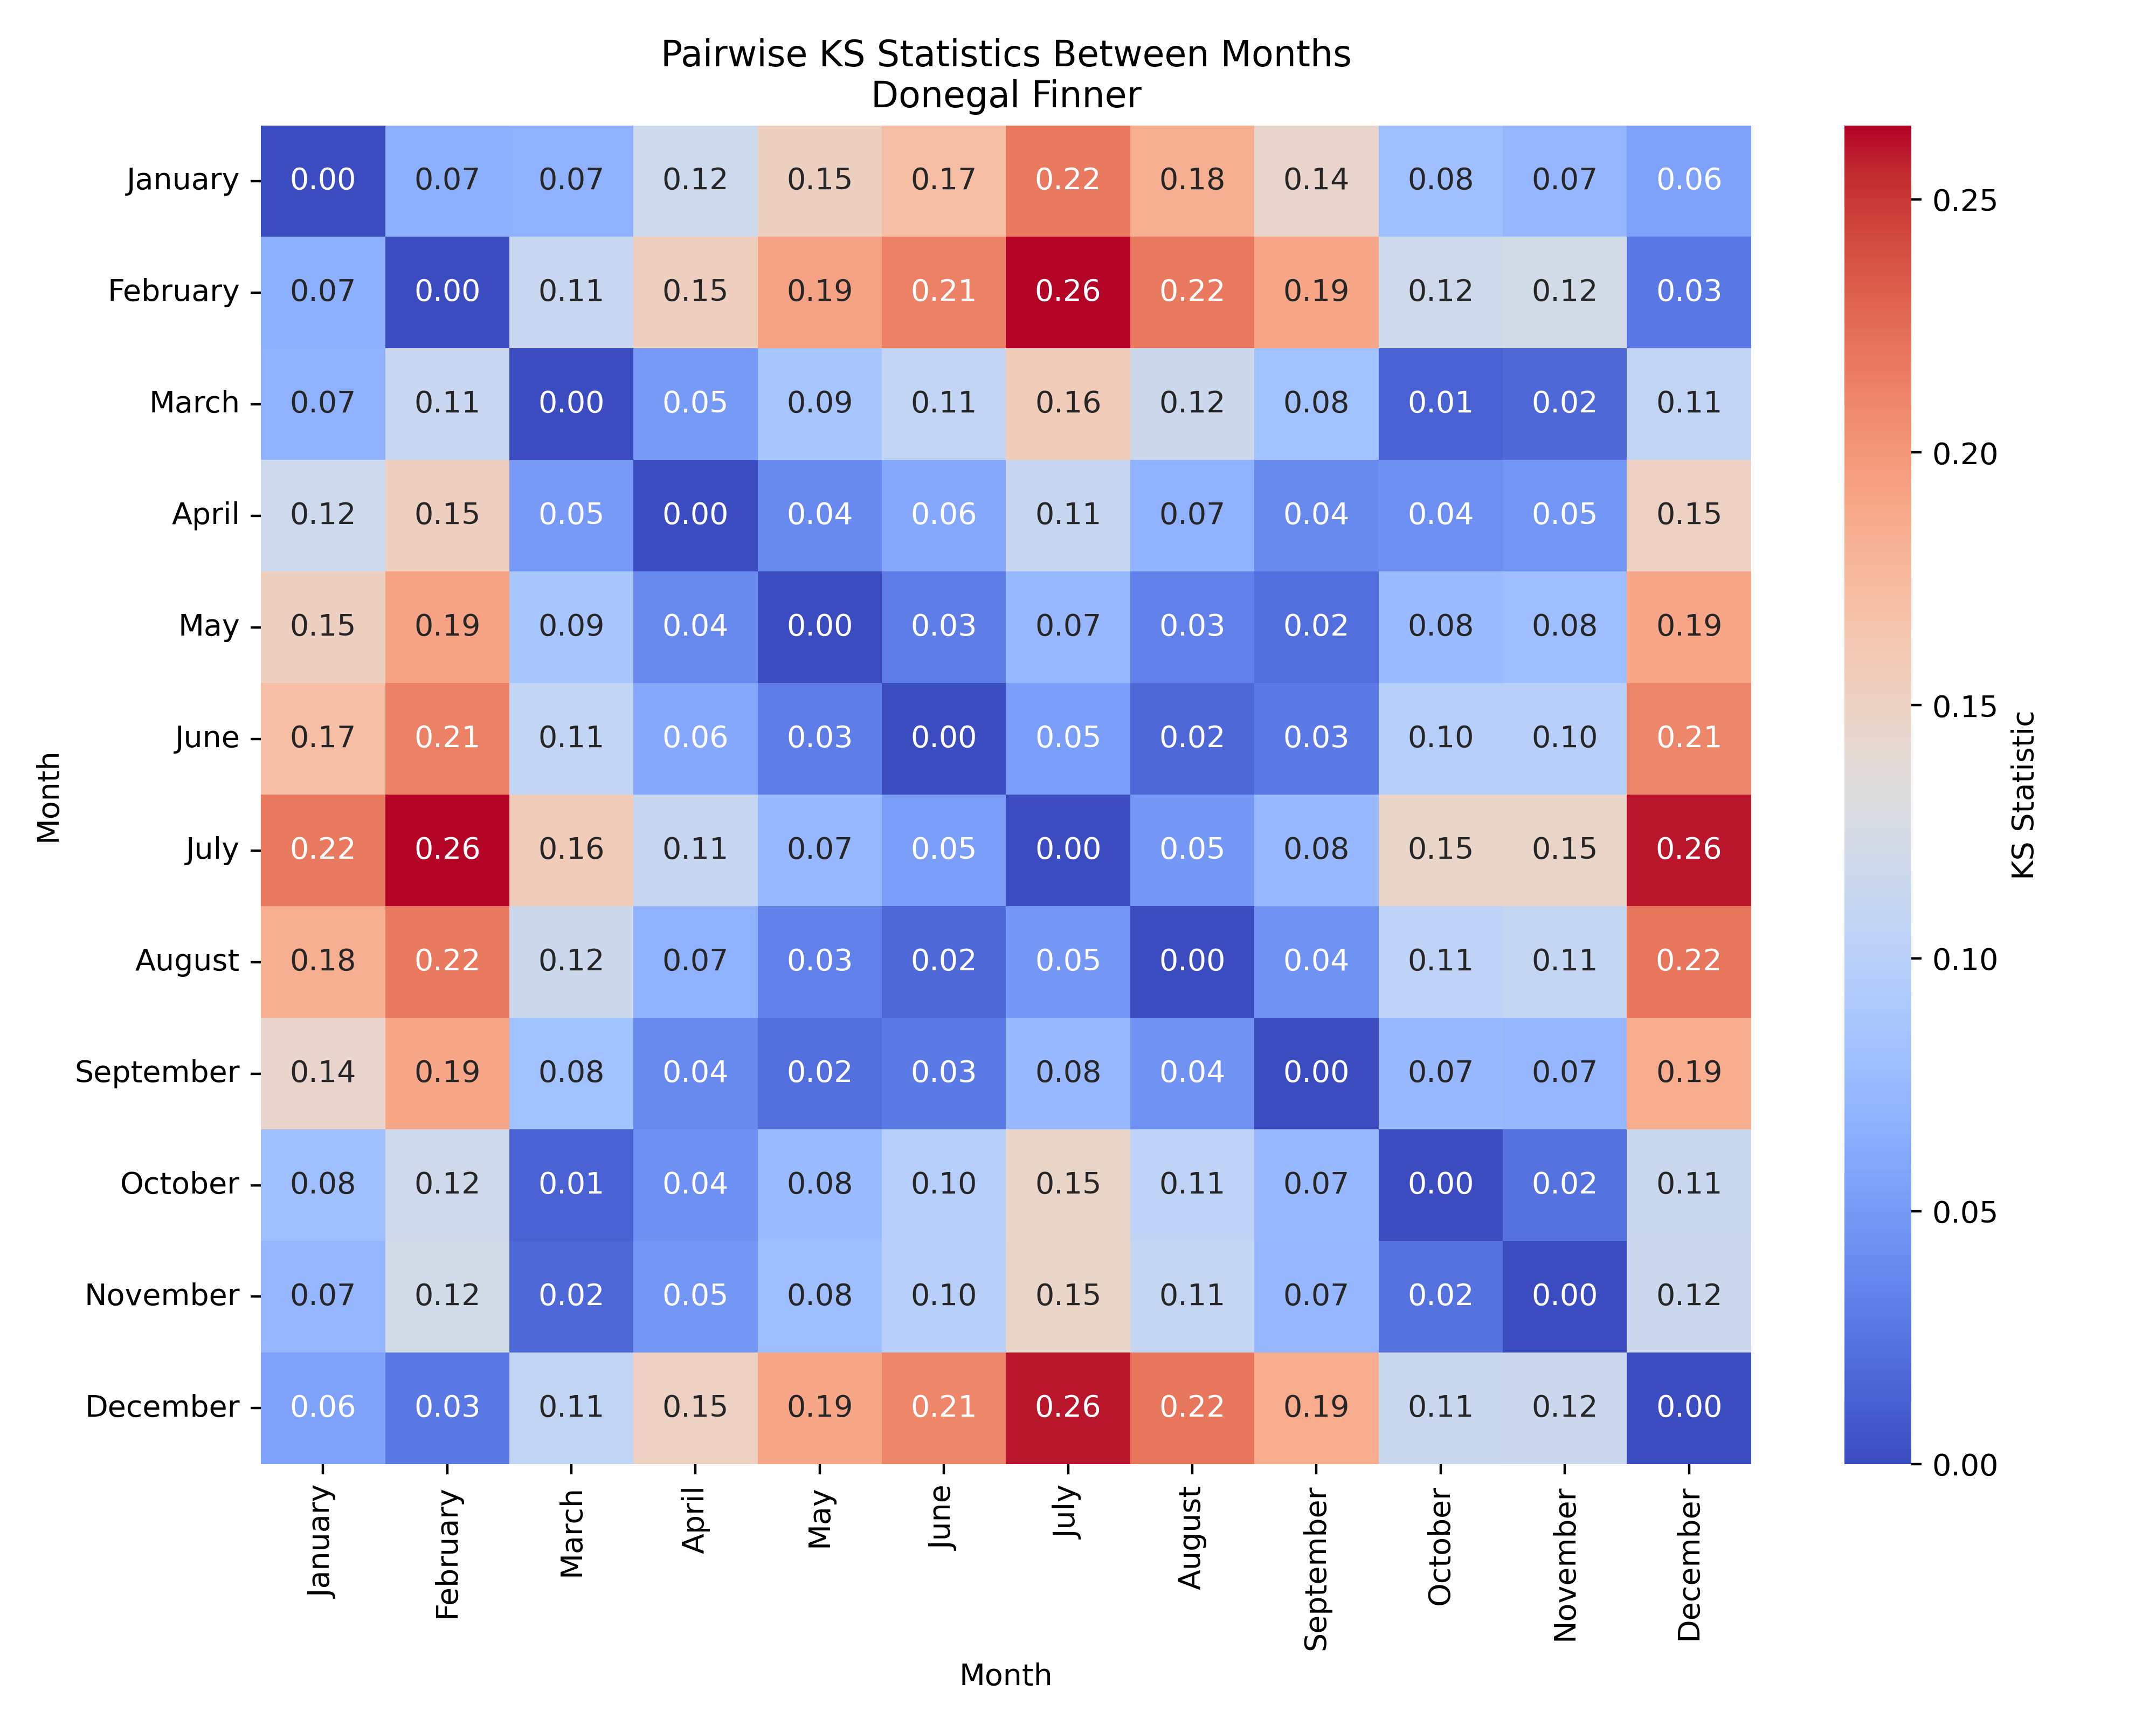 Pairwise KS Statistics Between Months
Donegal Finner
January 0.00 0.07 0.07 0.12 0.15 0.17 0.22 0.18 0.14 0.08 0.07 0.06
February 0.07 0.00 0.11 0.15 0.19 0.21 0.26 0.22 0.19 0.12 0.12 0.03
March 0.07 0.11 0.00 0.05 0.09 0.11 0.16 0.12 0.08 0.01 0.02 0.11
April 0.12 0.15 0.05 0.00 0.04 0.06 0.11 0.07 0.04 0.04 0.05 0.15
May 0.15 0.19 0.09 0.04 0.00 0.03 0.07 0.03 0.02 0.08 0.08 0.19
June 0.17 0.21 0.11 0.06 0.03 0.00 0.05 0.02 0.03 0.10 0.10 0.21
July 0.22 0.26 0.16 0.11 0.07 0.05 0.00 0.05 0.08 0.15 0.15 0.26
August 0.18 0.22 0.12 0.07 0.03 0.02 0.05 0.00 0.04 0.11 0.11 0.22
September 0.14 0.19 0.08 0.04 0.02 0.03 0.08 0.04 0.00 0.07 0.07 0.19
October 0.08 0.12 0.01 0.04 0.08 0.10 0.15 0.11 0.07 0.00 0.02 0.11
November 0.07 0.12 0.02 0.05 0.08 0.10 0.15 0.11 0.07 0.02 0.00 0.12
December 0.06 0.03 0.11 0.15 0.19 0.21 0.26 0.22 0.19 0.11 0.12 0.00
January February March April May June July August September October November December
Month
Month
0.25
0.20
0.15
0.10
0.05
0.00
KS Statistic